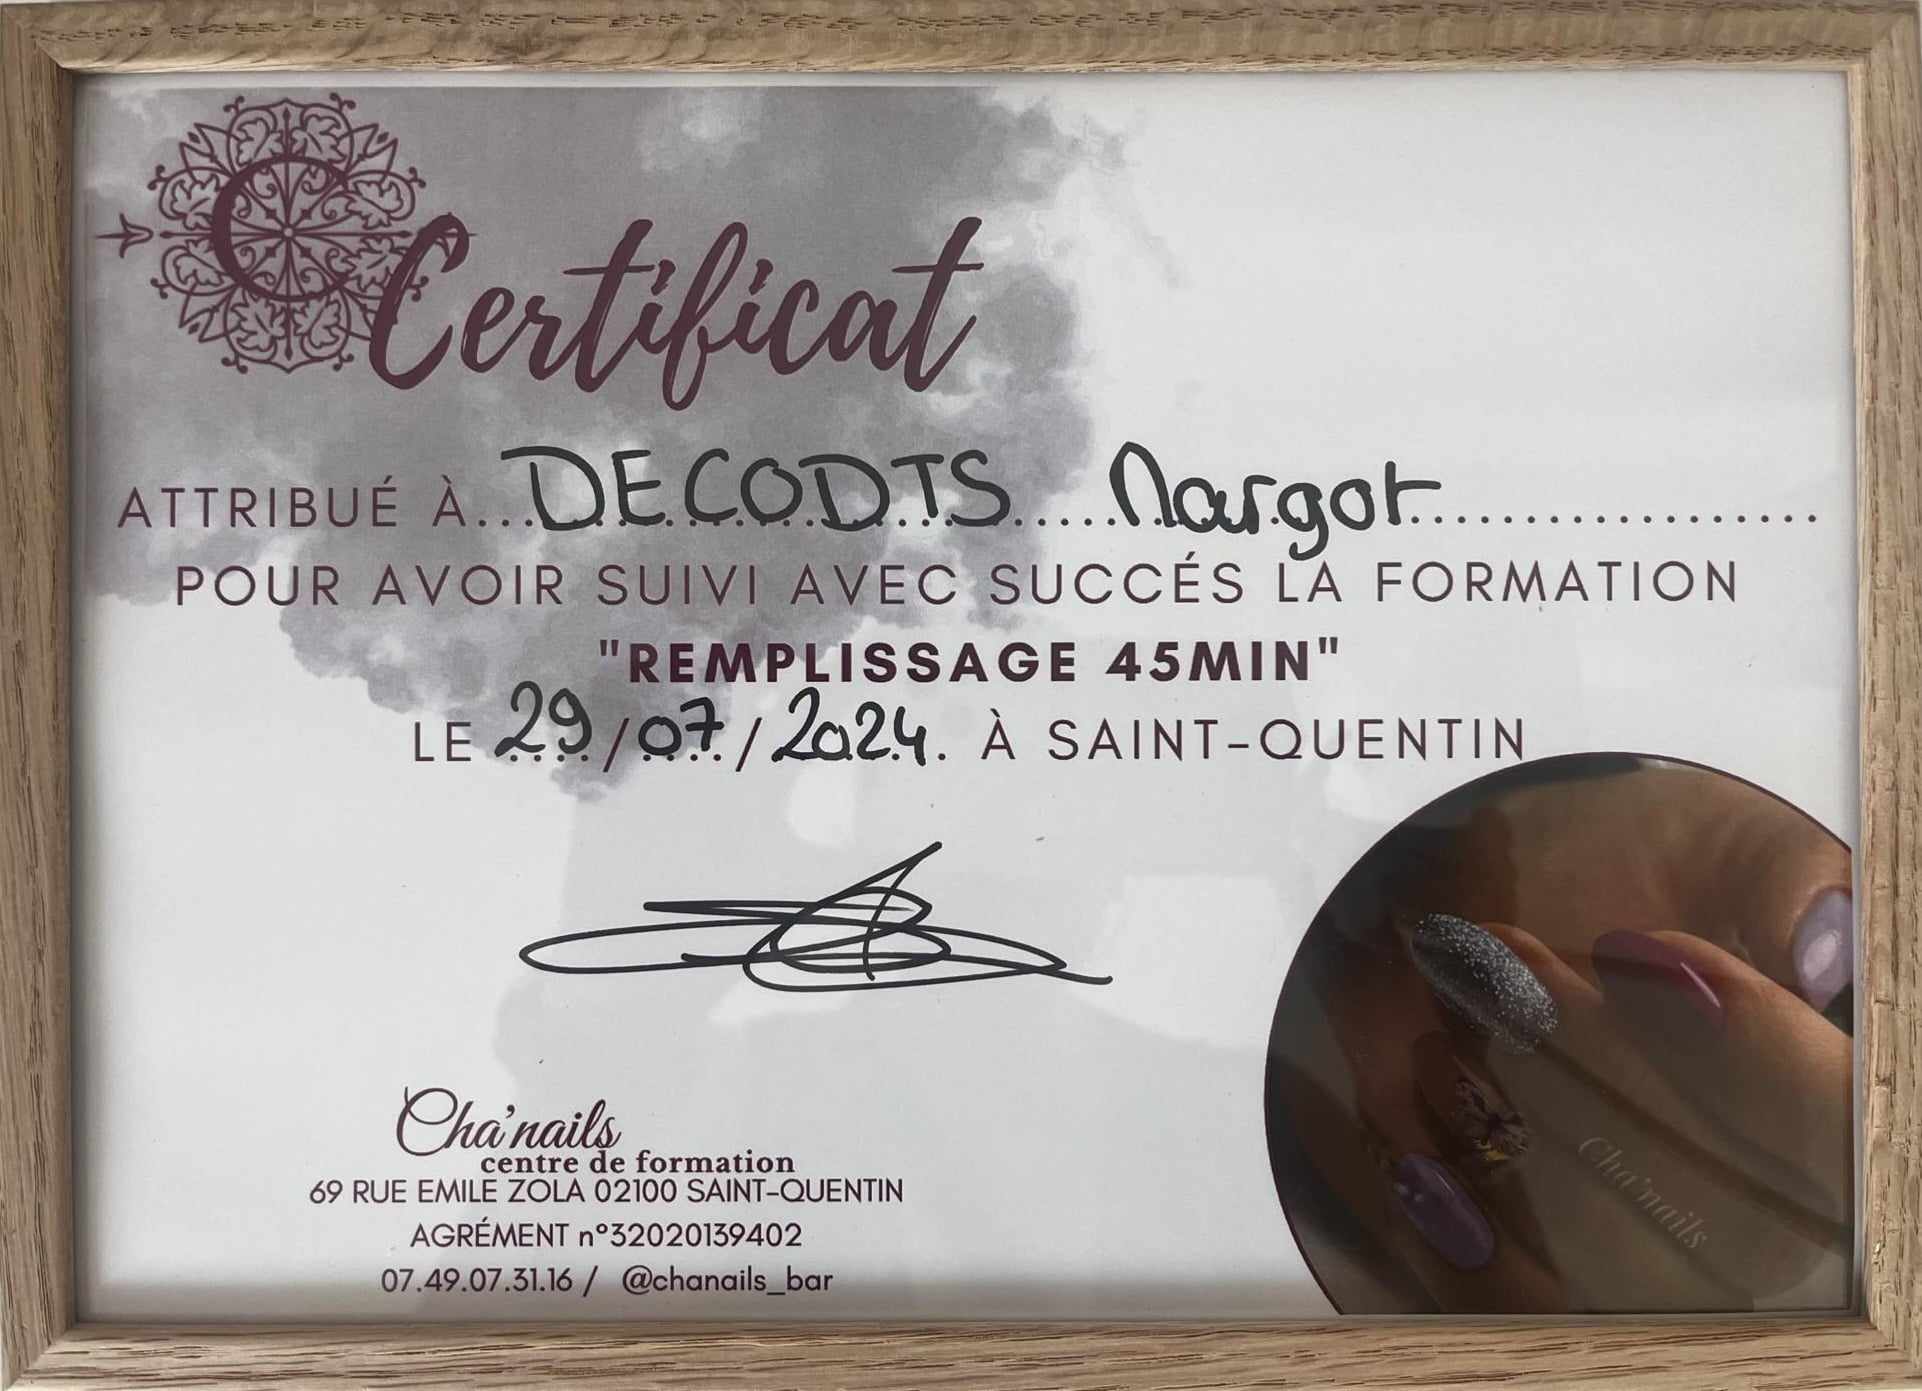 C
Certificat
ATTRIBUÉ À...DECODTS Margot...................
POUR AVOIR SUIVI AVEC SUCCÉS LA FORMATION
"REMPLISSAGE 45MIN"
LE 29/07/2024. À SAINT-QUENTIN
Cha'nails
centre de formation
69 RUE EMILE ZOLA 02100 SAINT-QUENTIN
AGRÉMENT n°32020139402
07.49.07.31.16 / @chanails_bar
Cha'nails